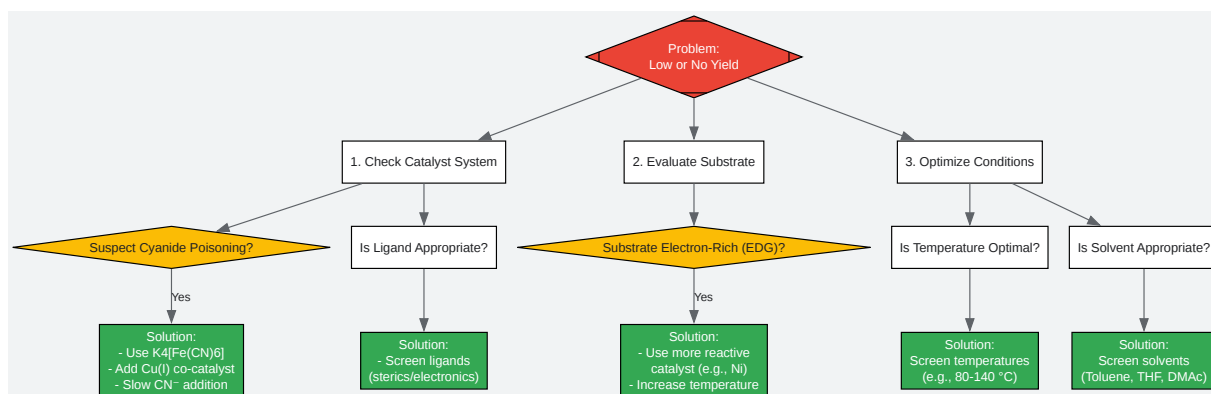 Problem:
Low or No Yield
1. Check Catalyst System
2. Evaluate Substrate
3. Optimize Conditions
Suspect Cyanide Poisoning?
Is Ligand Appropriate?
Substrate Electron-Rich (EDG)?
Is Temperature Optimal?
Is Solvent Appropriate?
Yes
Yes
Solution:
- Use K4[Fe(CN)6]
- Add Cu(I) co-catalyst
- Slow CN⁻ addition
Solution:
- Screen ligands
(sterics/electronics)
Solution:
- Use more reactive
catalyst (e.g., Ni)
- Increase temperature
Solution:
Screen temperatures
(e.g., 80-140 °C)
Solution:
Screen solvents
(Toluene, THF, DMAc)